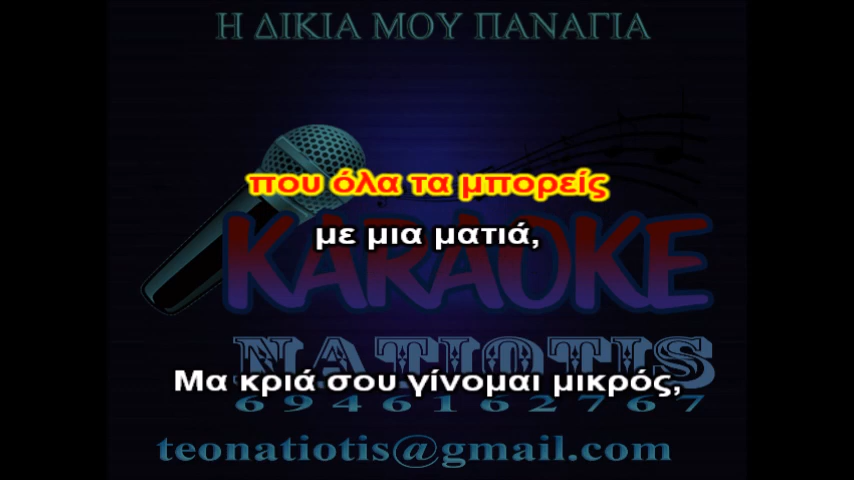 Η ΔΙΚΙΑ ΜΟΥ ΠΑΝΑΓΙΑ
που όλα τα μπορείς
με μια ματιά,
KARAOKE
NATIOTIS
Μα κριά σου γίνομαι μικρός,
6946162767
teonatiotis@gmail.com